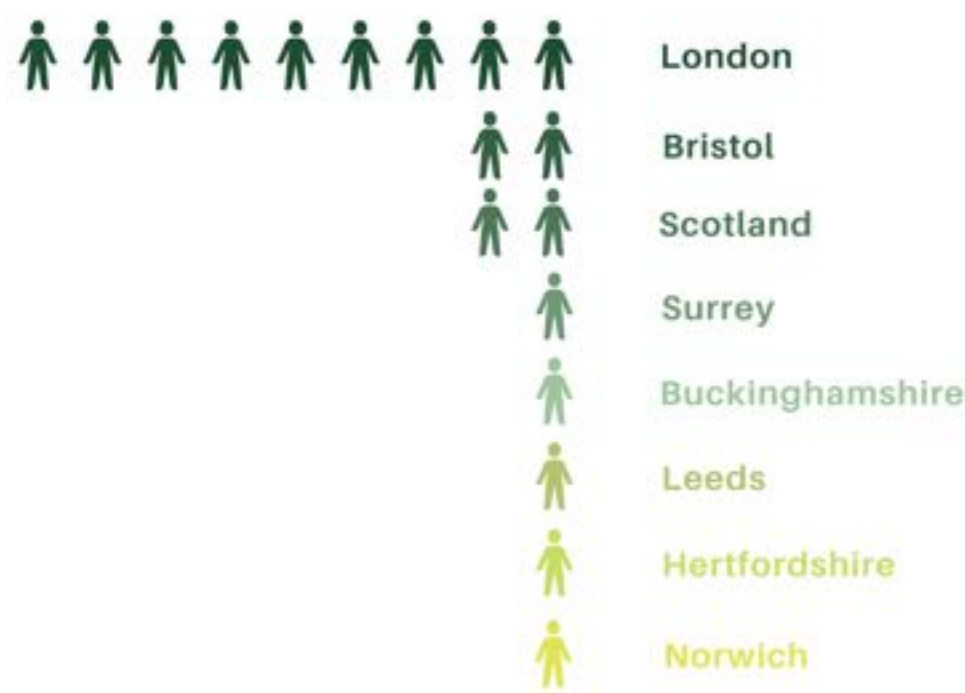 London
Bristol
Scotland
Surrey
Buckinghamshire
Leeds
Hertfordshire
Norwich